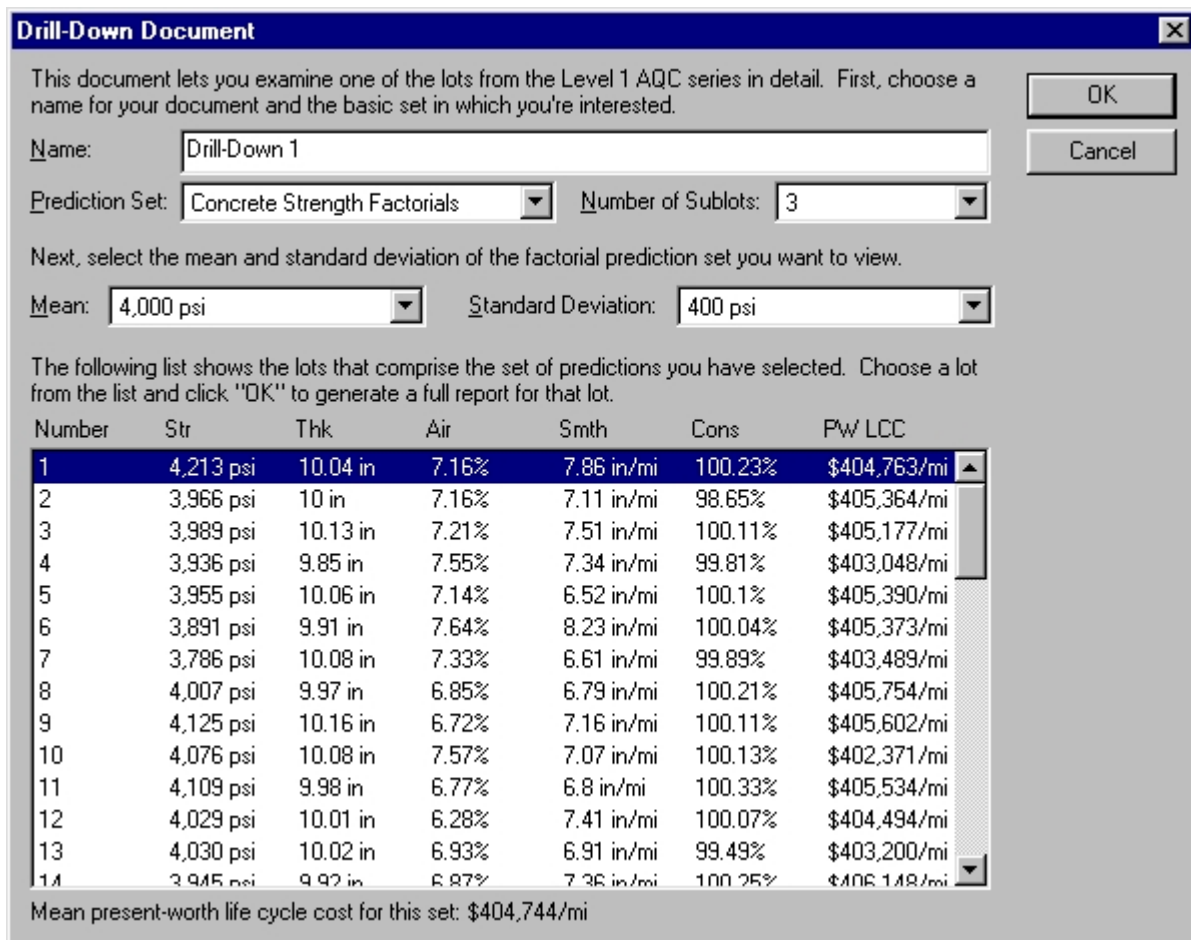 Drill-Down Document
This document lets you examine one of the lots from the Level 1 AQC series in detail. First, choose a
name for your document and the basic set in which you're interested.
OK
Name: Drill-Down 1
Cancel
Prediction Set: Concrete Strength Factorials Number of Sublots: 3
Next, select the mean and standard deviation of the factorial prediction set you want to view.
Mean: 4,000 psi Standard Deviation: 400 psi
The following list shows the lots that comprise the set of predictions you have selected. Choose a lot
from the list and click "OK" to generate a full report for that lot.
Number Str Thk Air Smth Cons PW LCC
1 4,213 psi 10.04 in 7.16% 7.86 in/mi 100.23% $404,763/mi
2 3,966 psi 10 in 7.16% 7.11 in/mi 98.65% $405,364/mi
3 3,989 psi 10.13 in 7.21% 7.51 in/mi 100.11% $405,177/mi
4 3,936 psi 9.85 in 7.55% 7.34 in/mi 99.81% $403,048/mi
5 3,955 psi 10.06 in 7.14% 6.52 in/mi 100.1% $405,390/mi
6 3,891 psi 9.91 in 7.64% 8.23 in/mi 100.04% $405,373/mi
7 3,786 psi 10.08 in 7.33% 6.61 in/mi 99.89% $403,489/mi
8 4,007 psi 9.97 in 6.85% 6.79 in/mi 100.21% $405,754/mi
9 4,125 psi 10.16 in 6.72% 7.16 in/mi 100.11% $405,602/mi
10 4,076 psi 10.08 in 7.57% 7.07 in/mi 100.13% $402,371/mi
11 4,109 psi 9.98 in 6.77% 6.8 in/mi 100.33% $405,534/mi
12 4,029 psi 10.01 in 6.28% 7.41 in/mi 100.07% $404,494/mi
13 4,030 psi 10.02 in 6.93% 6.91 in/mi 99.49% $403,200/mi
14 3,945 psi 9.92 in 6.87% 7.36 in/mi 100.25% $406,148/mi
Mean present-worth life cycle cost for this set: $404,744/mi